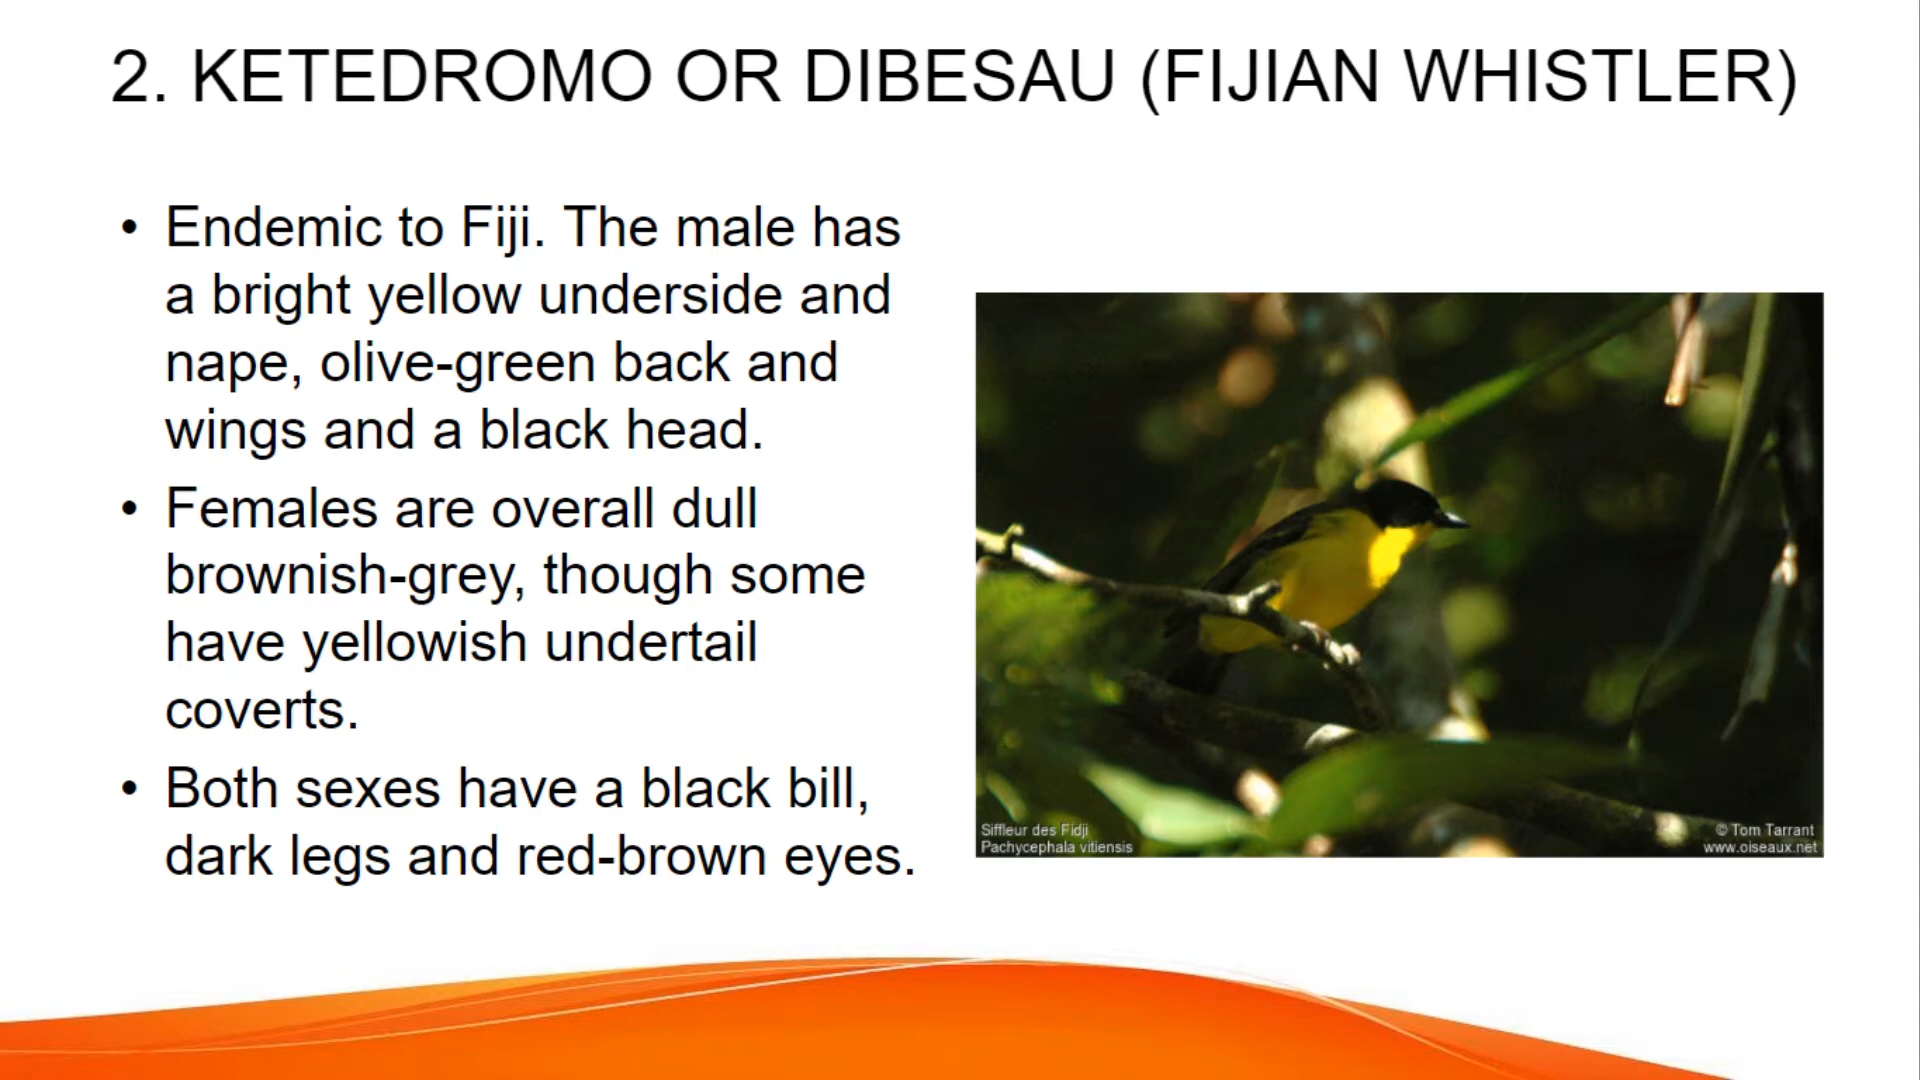 2. KETEDROMO OR DIBESAU (FIJIAN WHISTLER)
• Endemic to Fiji. The male has
a bright yellow underside and
nape, olive-green back and
wings and a black head.
• Females are overall dull
brownish-grey, though some
have yellowish undertail
coverts.
• Both sexes have a black bill,
dark legs and red-brown eyes.
Siffleur des Fidji
Pachycephala vitiensis
© Tom Tarrant
www.oiseaux.net